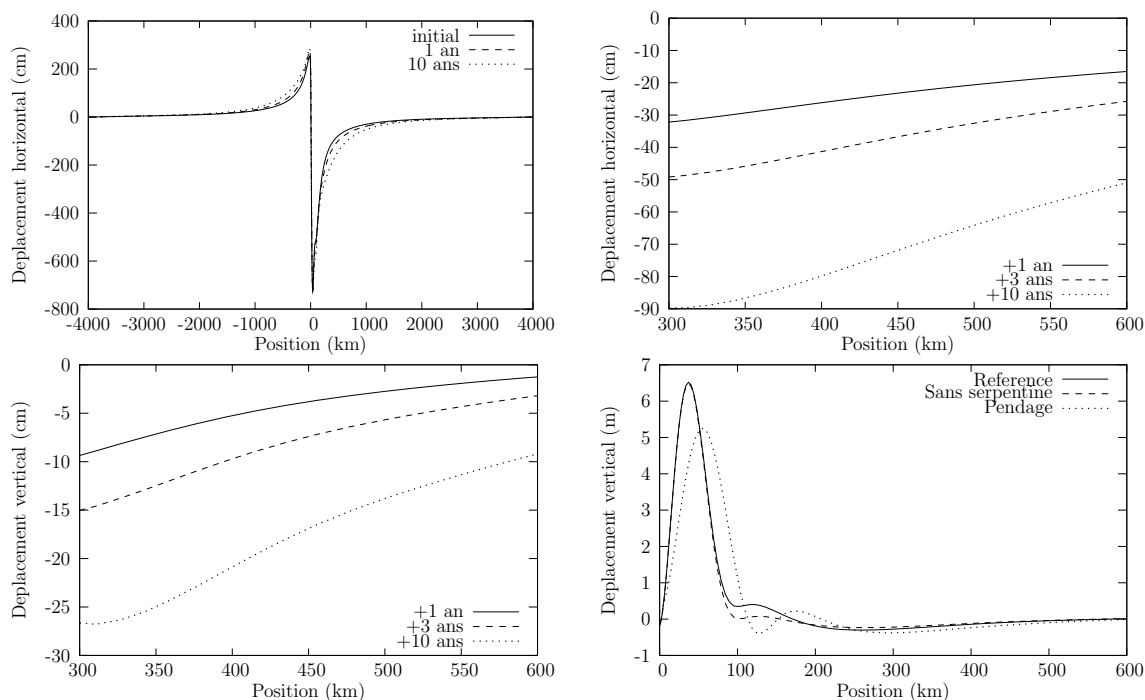 400
200
0
-200
-400
-600
-800
-4000 -3000 -2000 -1000 0 1000 2000 3000 4000
Deplacement horizontal (cm)
Position (km)
initial
1 an
10 ans
0
-10
-20
-30
-40
-50
-60
-70
-80
-90
300 350 400 450 500 550 600
Deplacement horizontal (cm)
Position (km)
+1 an
+3 ans
+10 ans
0
-5
-10
-15
-20
-25
-30
300 350 400 450 500 550 600
Deplacement vertical (cm)
Position (km)
+1 an
+3 ans
+10 ans
7
6
5
4
3
2
1
0
-1
0 100 200 300 400 500 600
Deplacement vertical (m)
Position (km)
Reference
Sans serpentine
Pendage